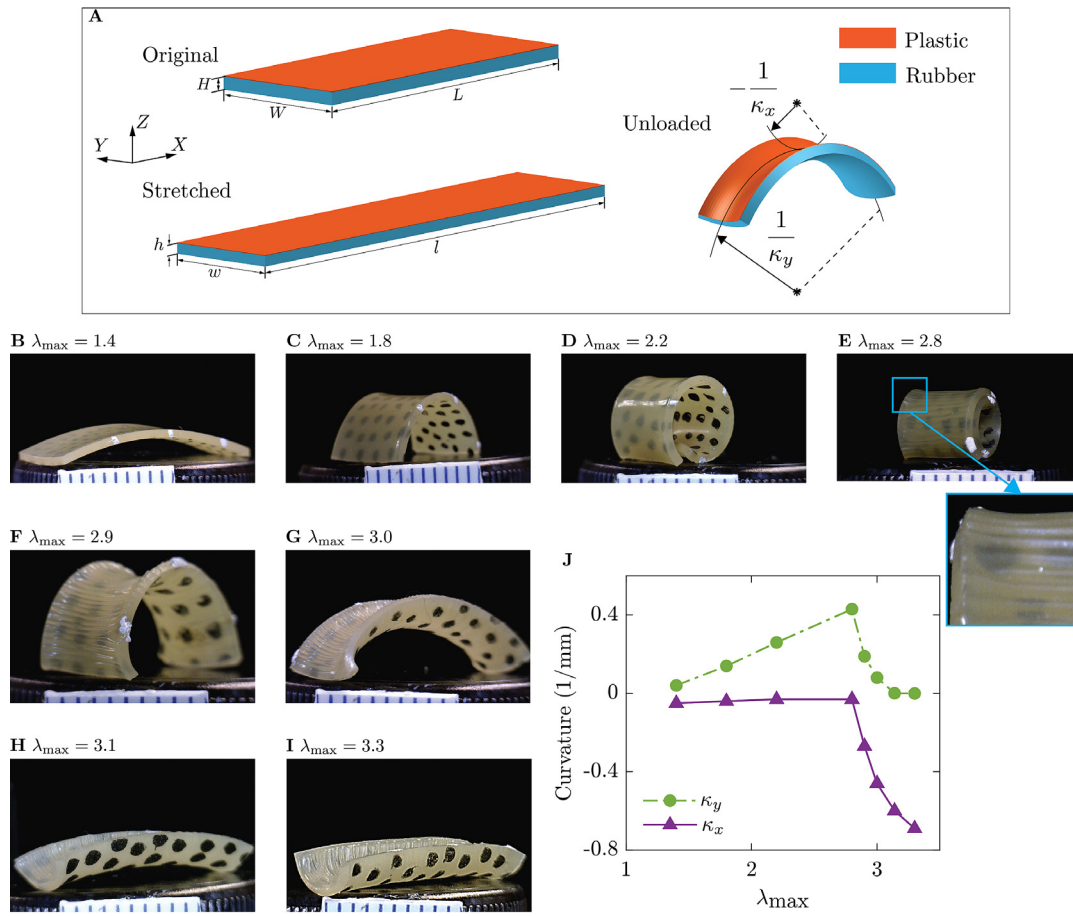 A
Original
H
W
L
Z
Y
X
Stretched
h
w
l
Plastic
Rubber
Unloaded
− 1/κx
1/κy
B λmax = 1.4
C λmax = 1.8
D λmax = 2.2
E λmax = 2.8
F λmax = 2.9
G λmax = 3.0
H λmax = 3.1
I λmax = 3.3
J
Curvature (1/mm)
0.4
0
-0.4
-0.8
κy
κx
1
2
3
λmax